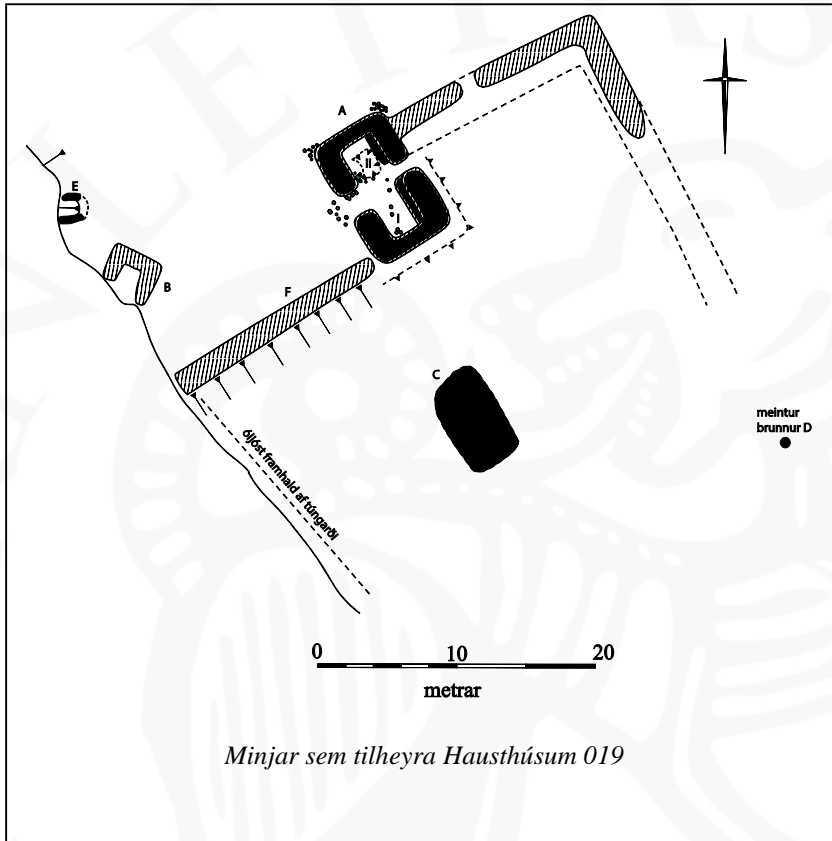 A
II
E
I
B
F
C
meintur
brunnur D
óljóst framhald af túngarði
0 10 20
metrar
Minjar sem tilheyra Hausthúsum 019